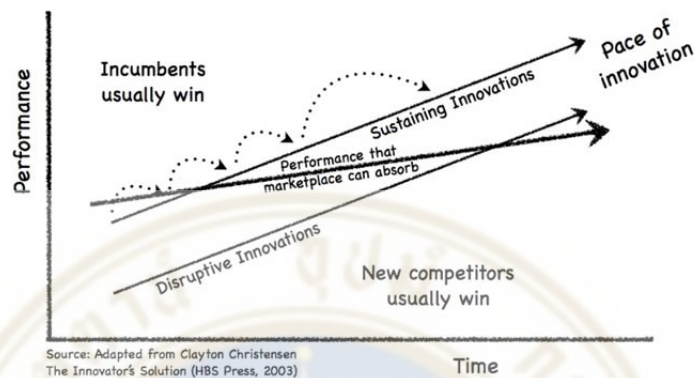 Pace of
innovation
Incumbents
usually win
Sustaining Innovations
Performance
Performance that
marketplace can absorb
Disruptive Innovations
New competitors
usually win
Source: Adapted from Clayton Christensen
The Innovator's Solution (HBS Press, 2003)
Time